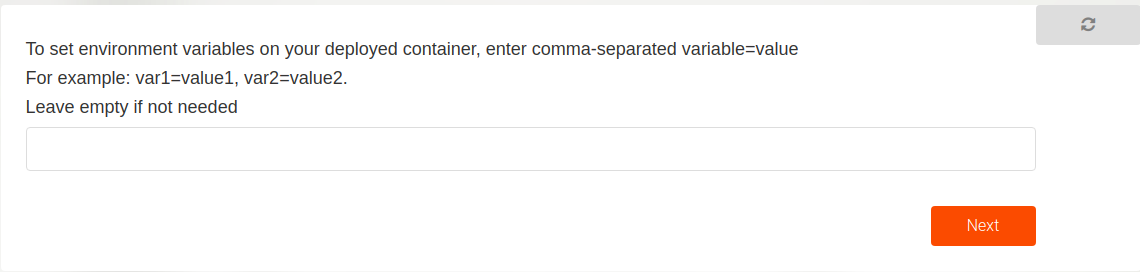 To set environment variables on your deployed container, enter comma-separated variable=value
For example: var1=value1, var2=value2.
Leave empty if not needed
Next